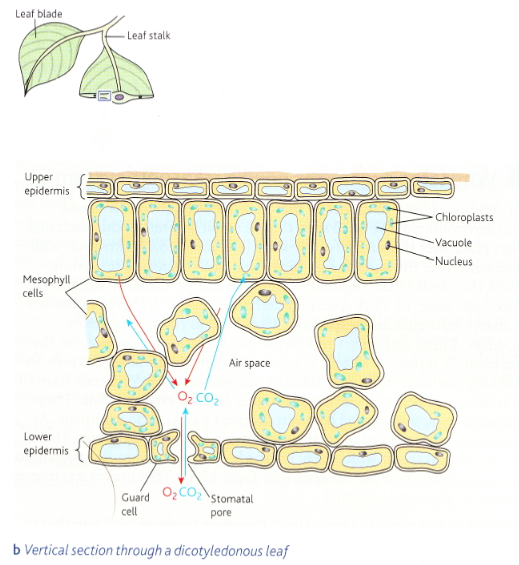 Leaf blade
Leaf stalk
Upper
epidermis
Chloroplasts
Vacuole
Nucleus
Mesophyll
cells
Air space
O2 CO2
Lower
epidermis
O2 CO2
Guard
cell
Stomatal
pore
b Vertical section through a dicotyledonous leaf